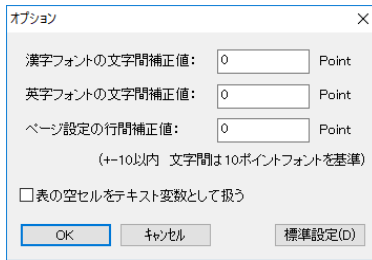 オプション
漢字フォントの文字間補正値: 0 Point
英字フォントの文字間補正値: 0 Point
ページ設定の行間補正値: 0 Point
(+-10以内 文字間は10ポイントフォントを基準)
表の空セルをテキスト変数として扱う
OK キャンセル 標準設定(D)